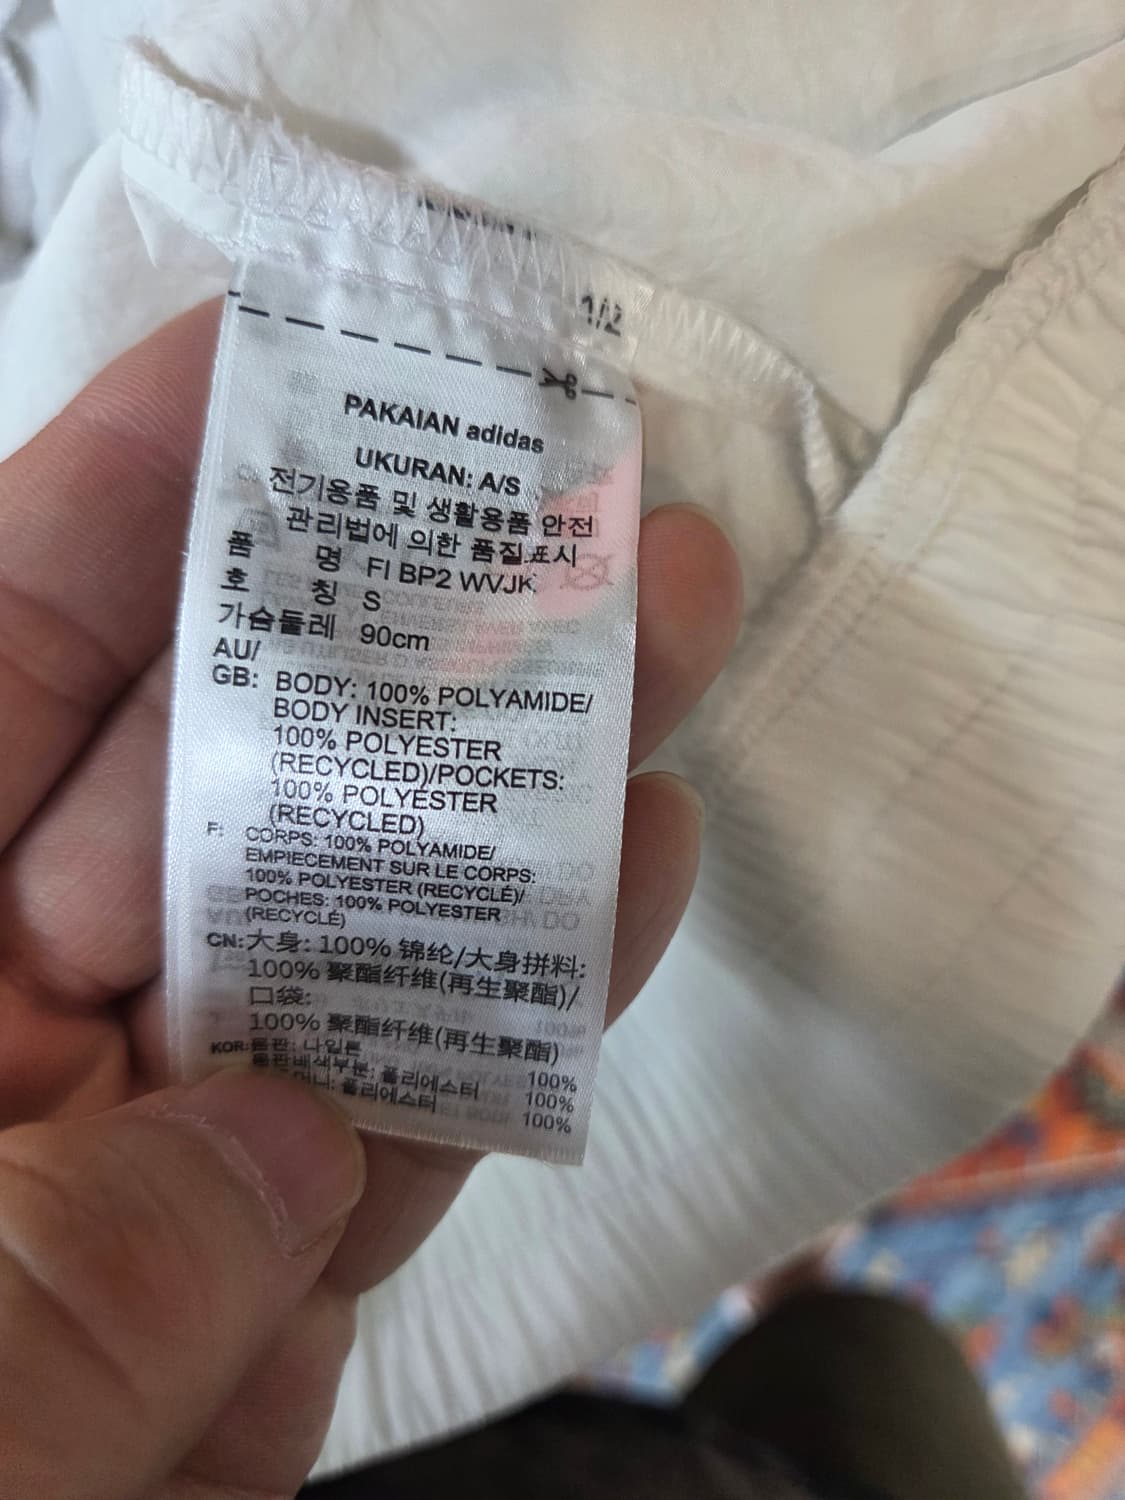 1/2
PAKAIAN adidas
UKURAN: A/S
전기용품 및 생활용품 안전
관리법에 의한 품질표시
품 명 FI BP2 WVJK
호 칭 S
가슴둘레 90cm
AU/
GB: BODY: 100% POLYAMIDE/
BODY INSERT:
100% POLYESTER
(RECYCLED)/POCKETS:
100% POLYESTER
(RECYCLED)
F: CORPS: 100% POLYAMIDE/
EMPIECEMENT SUR LE CORPS:
100% POLYESTER (RECYCLÉ)/
POCHES: 100% POLYESTER
(RECYCLÉ)
CN: 大身: 100% 锦纶/大身拼料:
100% 聚酯纤维(再生聚酯)/
口袋:
100% 聚酯纤维(再生聚酯)
KOR: 몸판: 나일론 100%
몸판배색부분: 폴리에스터 100%
폴리에스터 100%